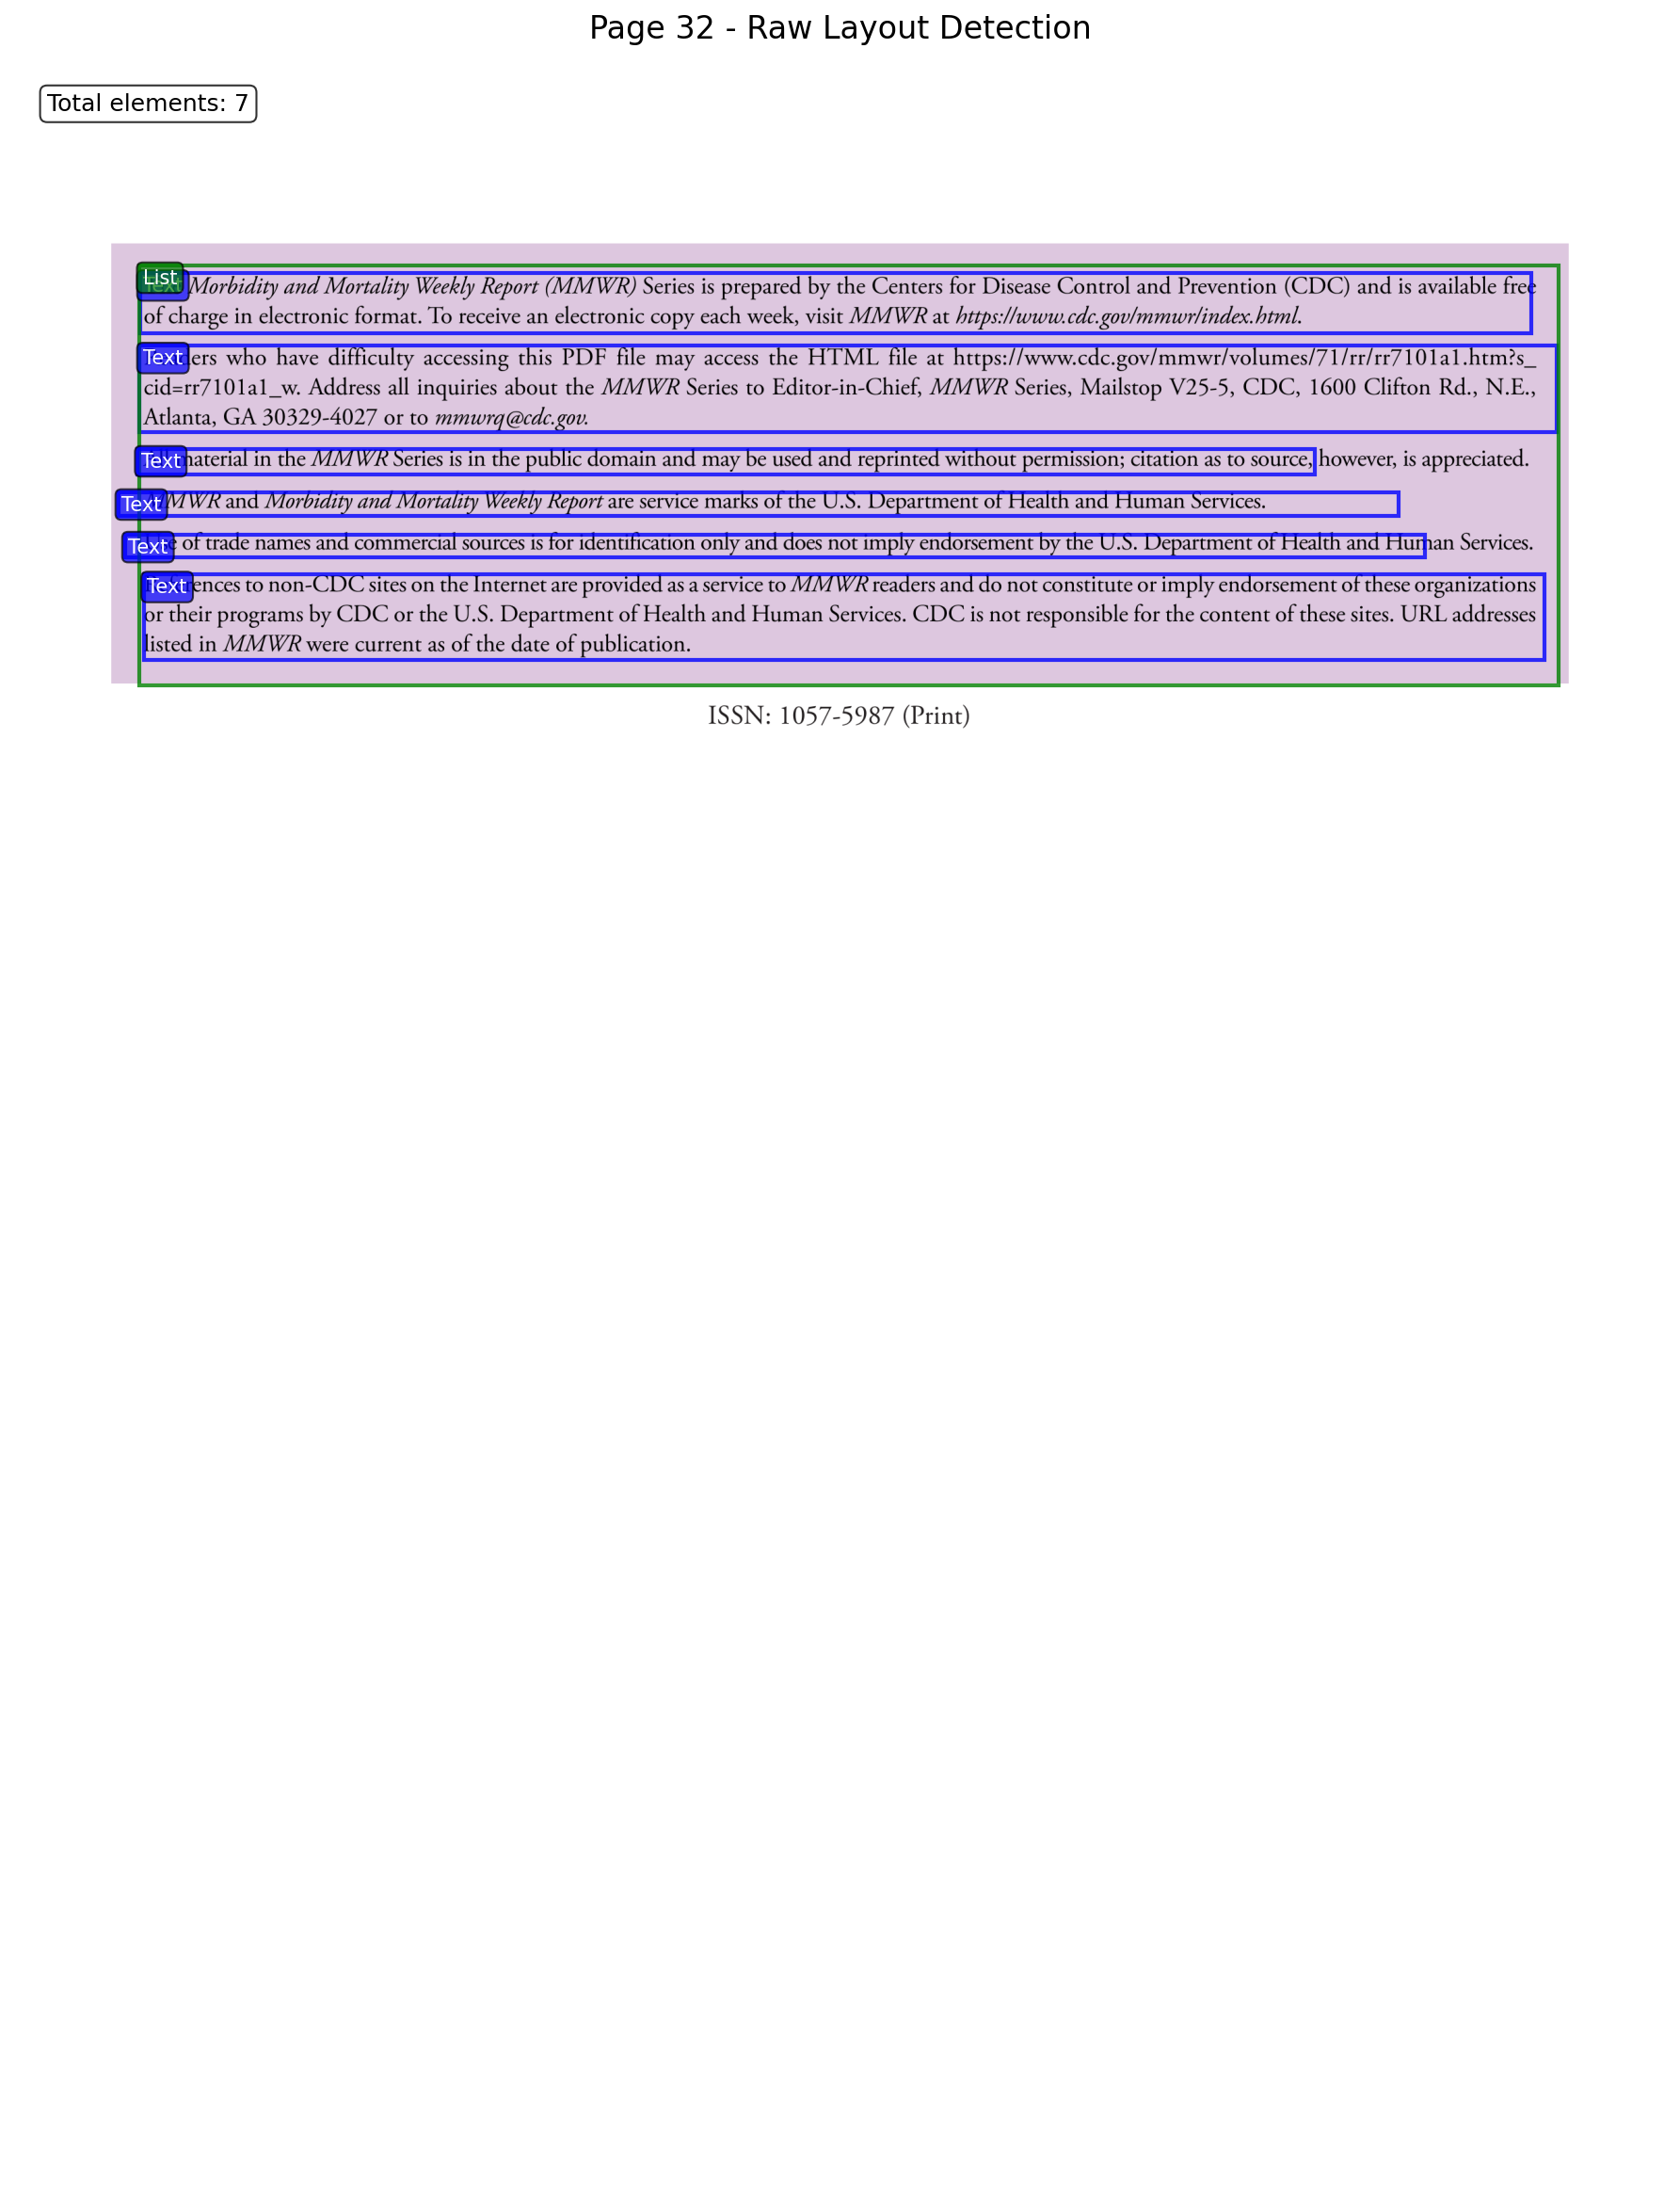 Page 32 - Raw Layout Detection
Total elements: 7
List
Text
Morbidity and Mortality Weekly Report (MMWR) Series is prepared by the Centers for Disease Control and Prevention (CDC) and is available free
of charge in electronic format. To receive an electronic copy each week, visit MMWR at https://www.cdc.gov/mmwr/index.html.
Text
ders who have difficulty accessing this PDF file may access the HTML file at https://www.cdc.gov/mmwr/volumes/71/rr/rr7101a1.htm?s_
cid=rr7101a1_w. Address all inquiries about the MMWR Series to Editor-in-Chief, MMWR Series, Mailstop V25-5, CDC, 1600 Clifton Rd., N.E.,
Atlanta, GA 30329-4027 or to mmwrq@cdc.gov.
Text
material in the MMWR Series is in the public domain and may be used and reprinted without permission; citation as to source, however, is appreciated.
Text
MWR and Morbidity and Mortality Weekly Report are service marks of the U.S. Department of Health and Human Services.
Text
e of trade names and commercial sources is for identification only and does not imply endorsement by the U.S. Department of Health and Human Services.
Text
ences to non-CDC sites on the Internet are provided as a service to MMWR readers and do not constitute or imply endorsement of these organizations
or their programs by CDC or the U.S. Department of Health and Human Services. CDC is not responsible for the content of these sites. URL addresses
listed in MMWR were current as of the date of publication.
ISSN: 1057-5987 (Print)